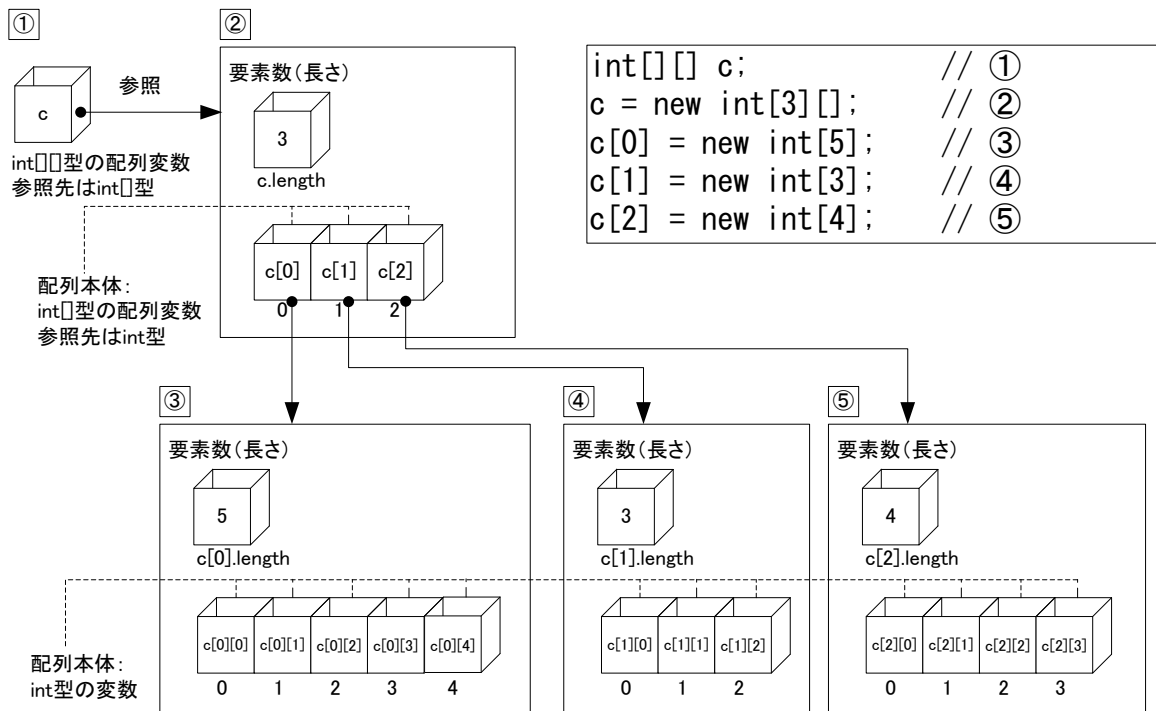 ①
②
要素数(長さ)
int[][] c; // ①
c = new int[3][]; // ②
c[0] = new int[5]; // ③
c[1] = new int[3]; // ④
c[2] = new int[4]; // ⑤
参照
c
3
int[][]型の配列変数
参照先はint[]型
c.length
c[0] c[1] c[2]
配列本体:
int[]型の配列変数
参照先はint型
0 1 2
③
④
⑤
要素数(長さ)
要素数(長さ)
要素数(長さ)
5
3
4
c[0].length
c[1].length
c[2].length
c[0][0] c[0][1] c[0][2] c[0][3] c[0][4]
c[1][0] c[1][1] c[1][2]
c[2][0] c[2][1] c[2][2] c[2][3]
配列本体:
int型の変数
0 1 2 3 4
0 1 2
0 1 2 3